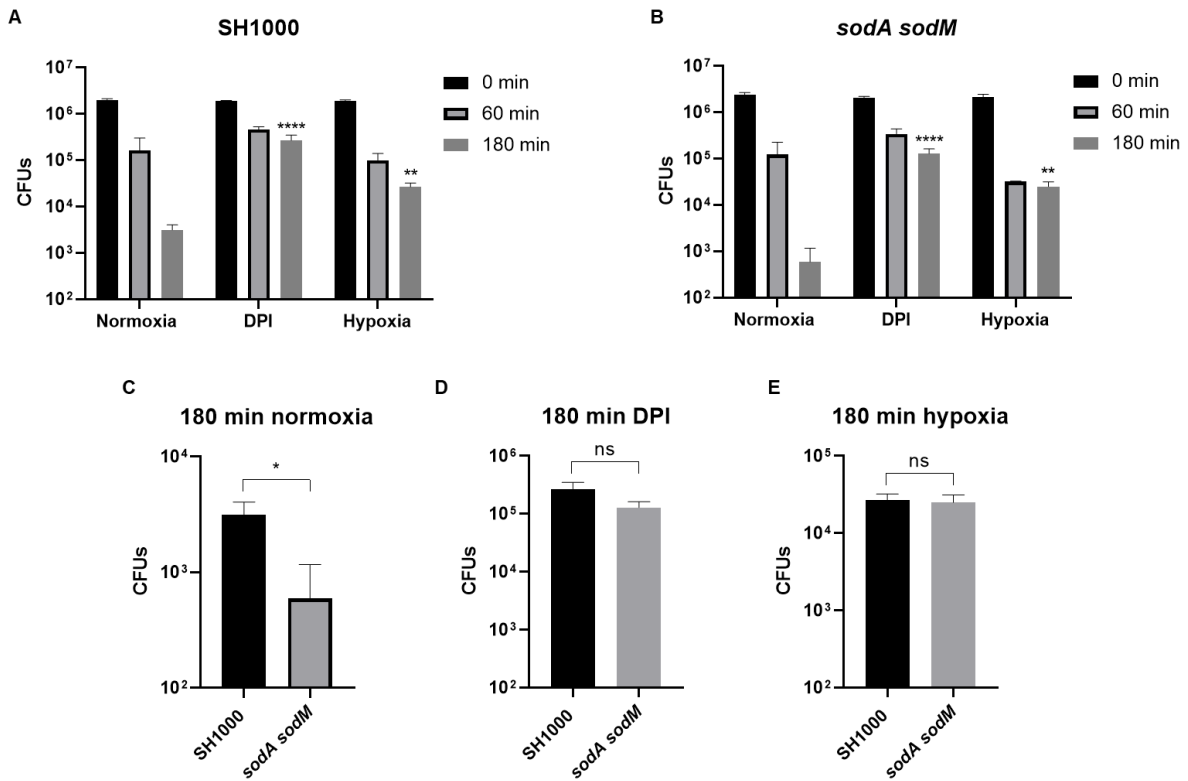 A
SH1000
10⁷
10⁶
10⁵
10⁴
10³
10²
CFUs
Normoxia
DPI
Hypoxia
****
**
0 min
60 min
180 min
B
sodA sodM
10⁷
10⁶
10⁵
10⁴
10³
10²
CFUs
Normoxia
DPI
Hypoxia
****
**
0 min
60 min
180 min
C
180 min normoxia
10⁴
10³
10²
CFUs
*
SH1000
sodA sodM
D
180 min DPI
10⁶
10⁵
10⁴
10³
10²
CFUs
ns
SH1000
sodA sodM
E
180 min hypoxia
10⁵
10⁴
10³
10²
CFUs
ns
SH1000
sodA sodM